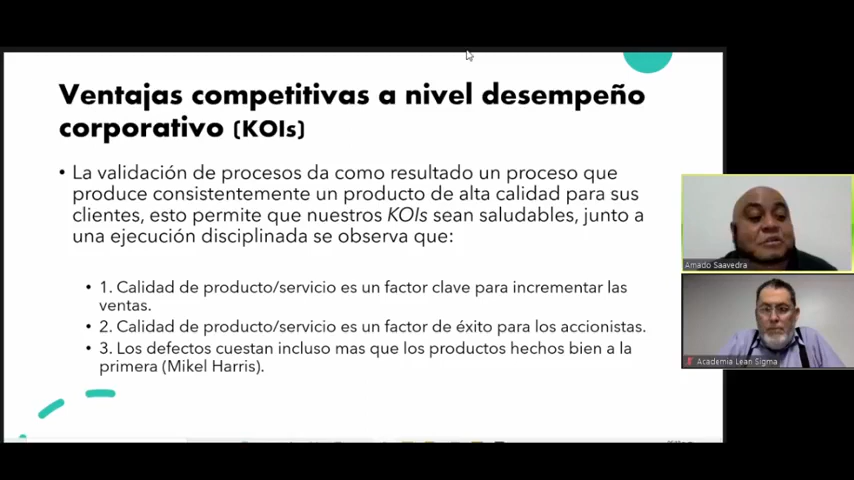 Ventajas competitivas a nivel desempeño
corporativo (KOIs)
• La validación de procesos da como resultado un proceso que
produce consistentemente un producto de alta calidad para sus
clientes, esto permite que nuestros KOIs sean saludables, junto a
una ejecución disciplinada se observa que:
• 1. Calidad de producto/servicio es un factor clave para incrementar las
ventas.
• 2. Calidad de producto/servicio es un factor de éxito para los accionistas.
• 3. Los defectos cuestan incluso mas que los productos hechos bien a la
primera (Mikel Harris).
Amado Saavedra
Academia Lean Sigma